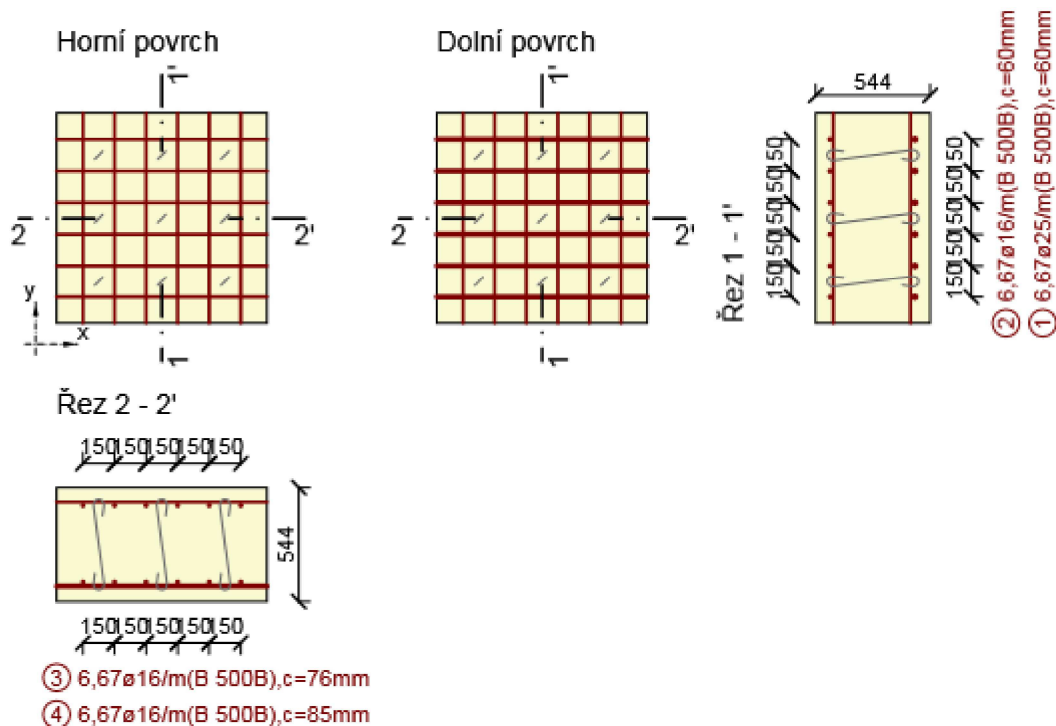 Horní povrch
Dolní povrch
1'
1'
544
2
2'
2
2'
y
x
1
1
150 150 150 150 150
150 150 150 150 150
Řez 1 - 1'
② 6,67ø16/m(B 500B),c=60mm
① 6,67ø25/m(B 500B),c=60mm
Řez 2 - 2'
150 150 150 150 150
544
150 150 150 150 150
③ 6,67ø16/m(B 500B),c=76mm
④ 6,67ø16/m(B 500B),c=85mm